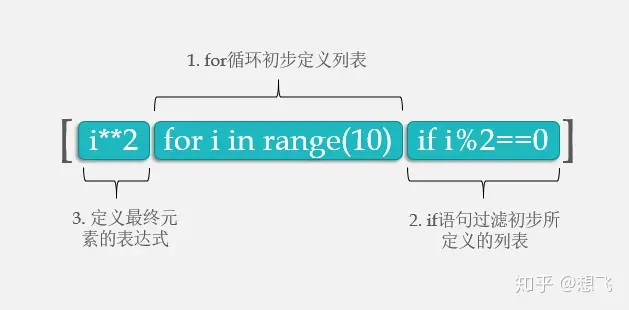 1. for循环初步定义列表
[ i**2 for i in range(10) if i%2==0 ]
3. 定义最终元
素的表达式
2. if语句过滤初步所
定义的列表
知乎 @想飞